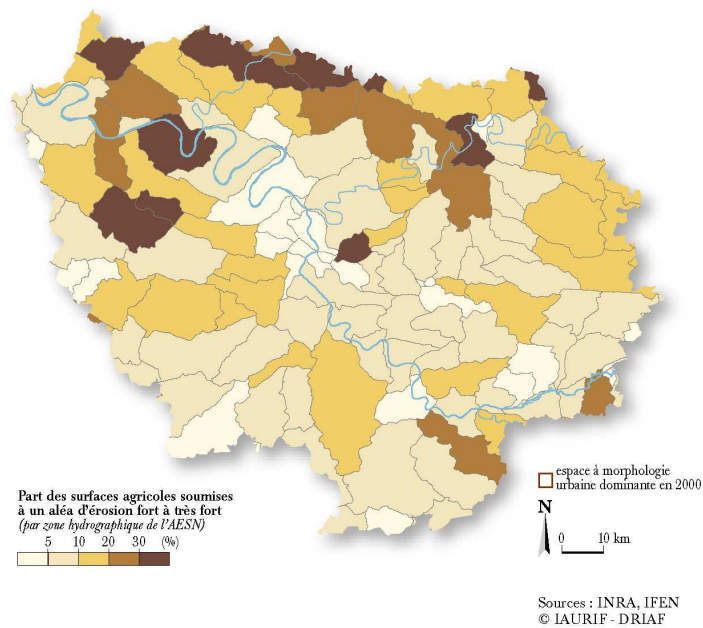 espace à morphologie
urbaine dominante en 2000
Part des surfaces agricoles soumises
à un aléa d'érosion fort à très fort
(par zone hydrographique de l'AESN)
5 10 20 30 (%)
N
0 10 km
Sources : INRA, IFEN
© IAURIF - DRIAF